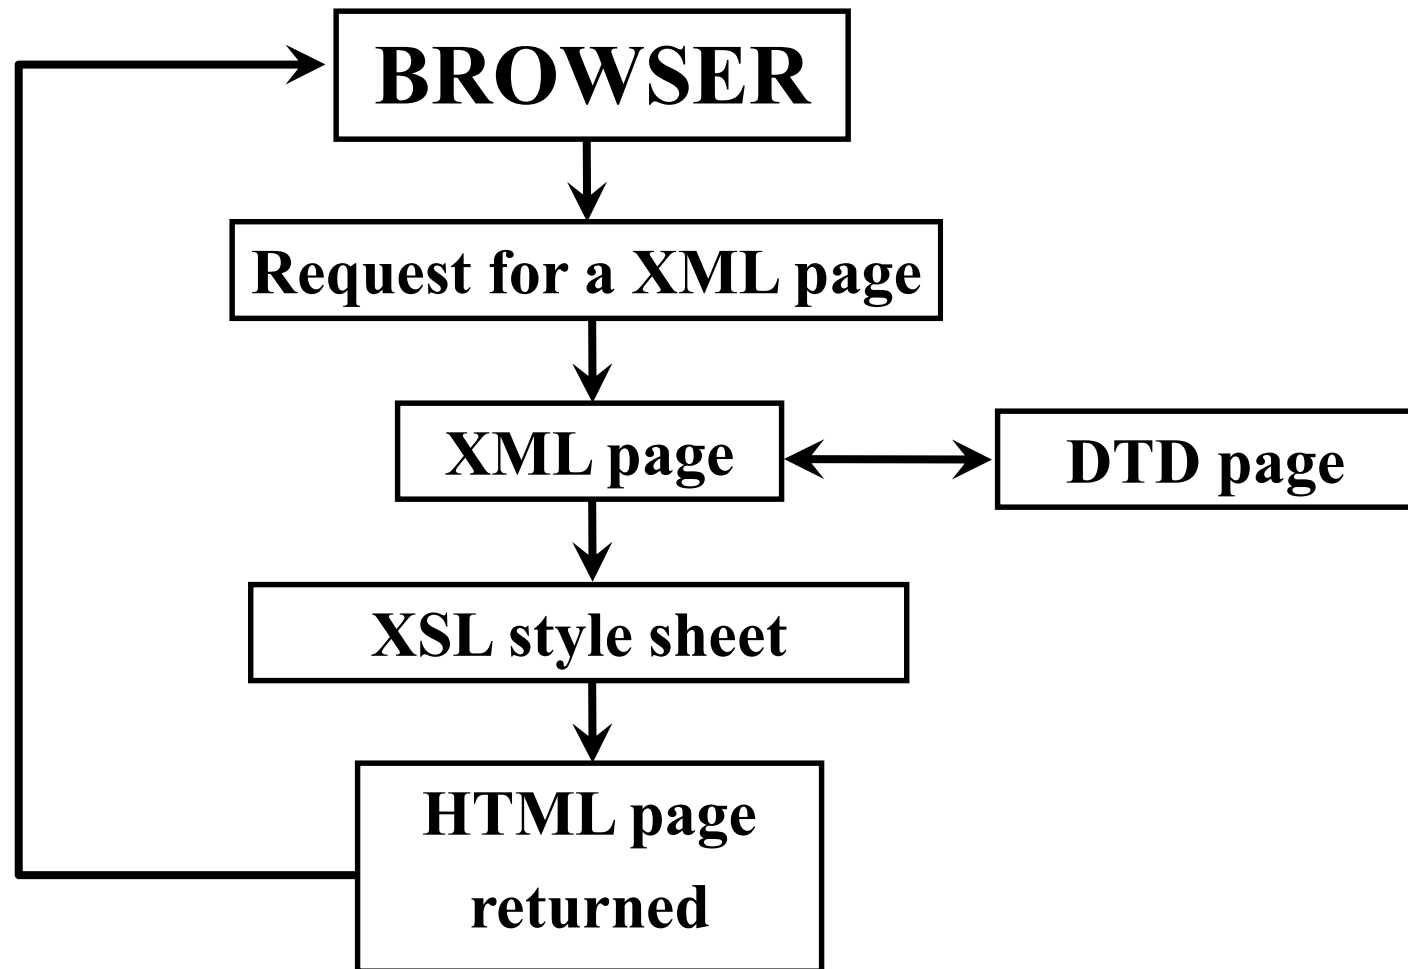 BROWSER
Request for a XML page
XML page
DTD page
XSL style sheet
HTML page
returned